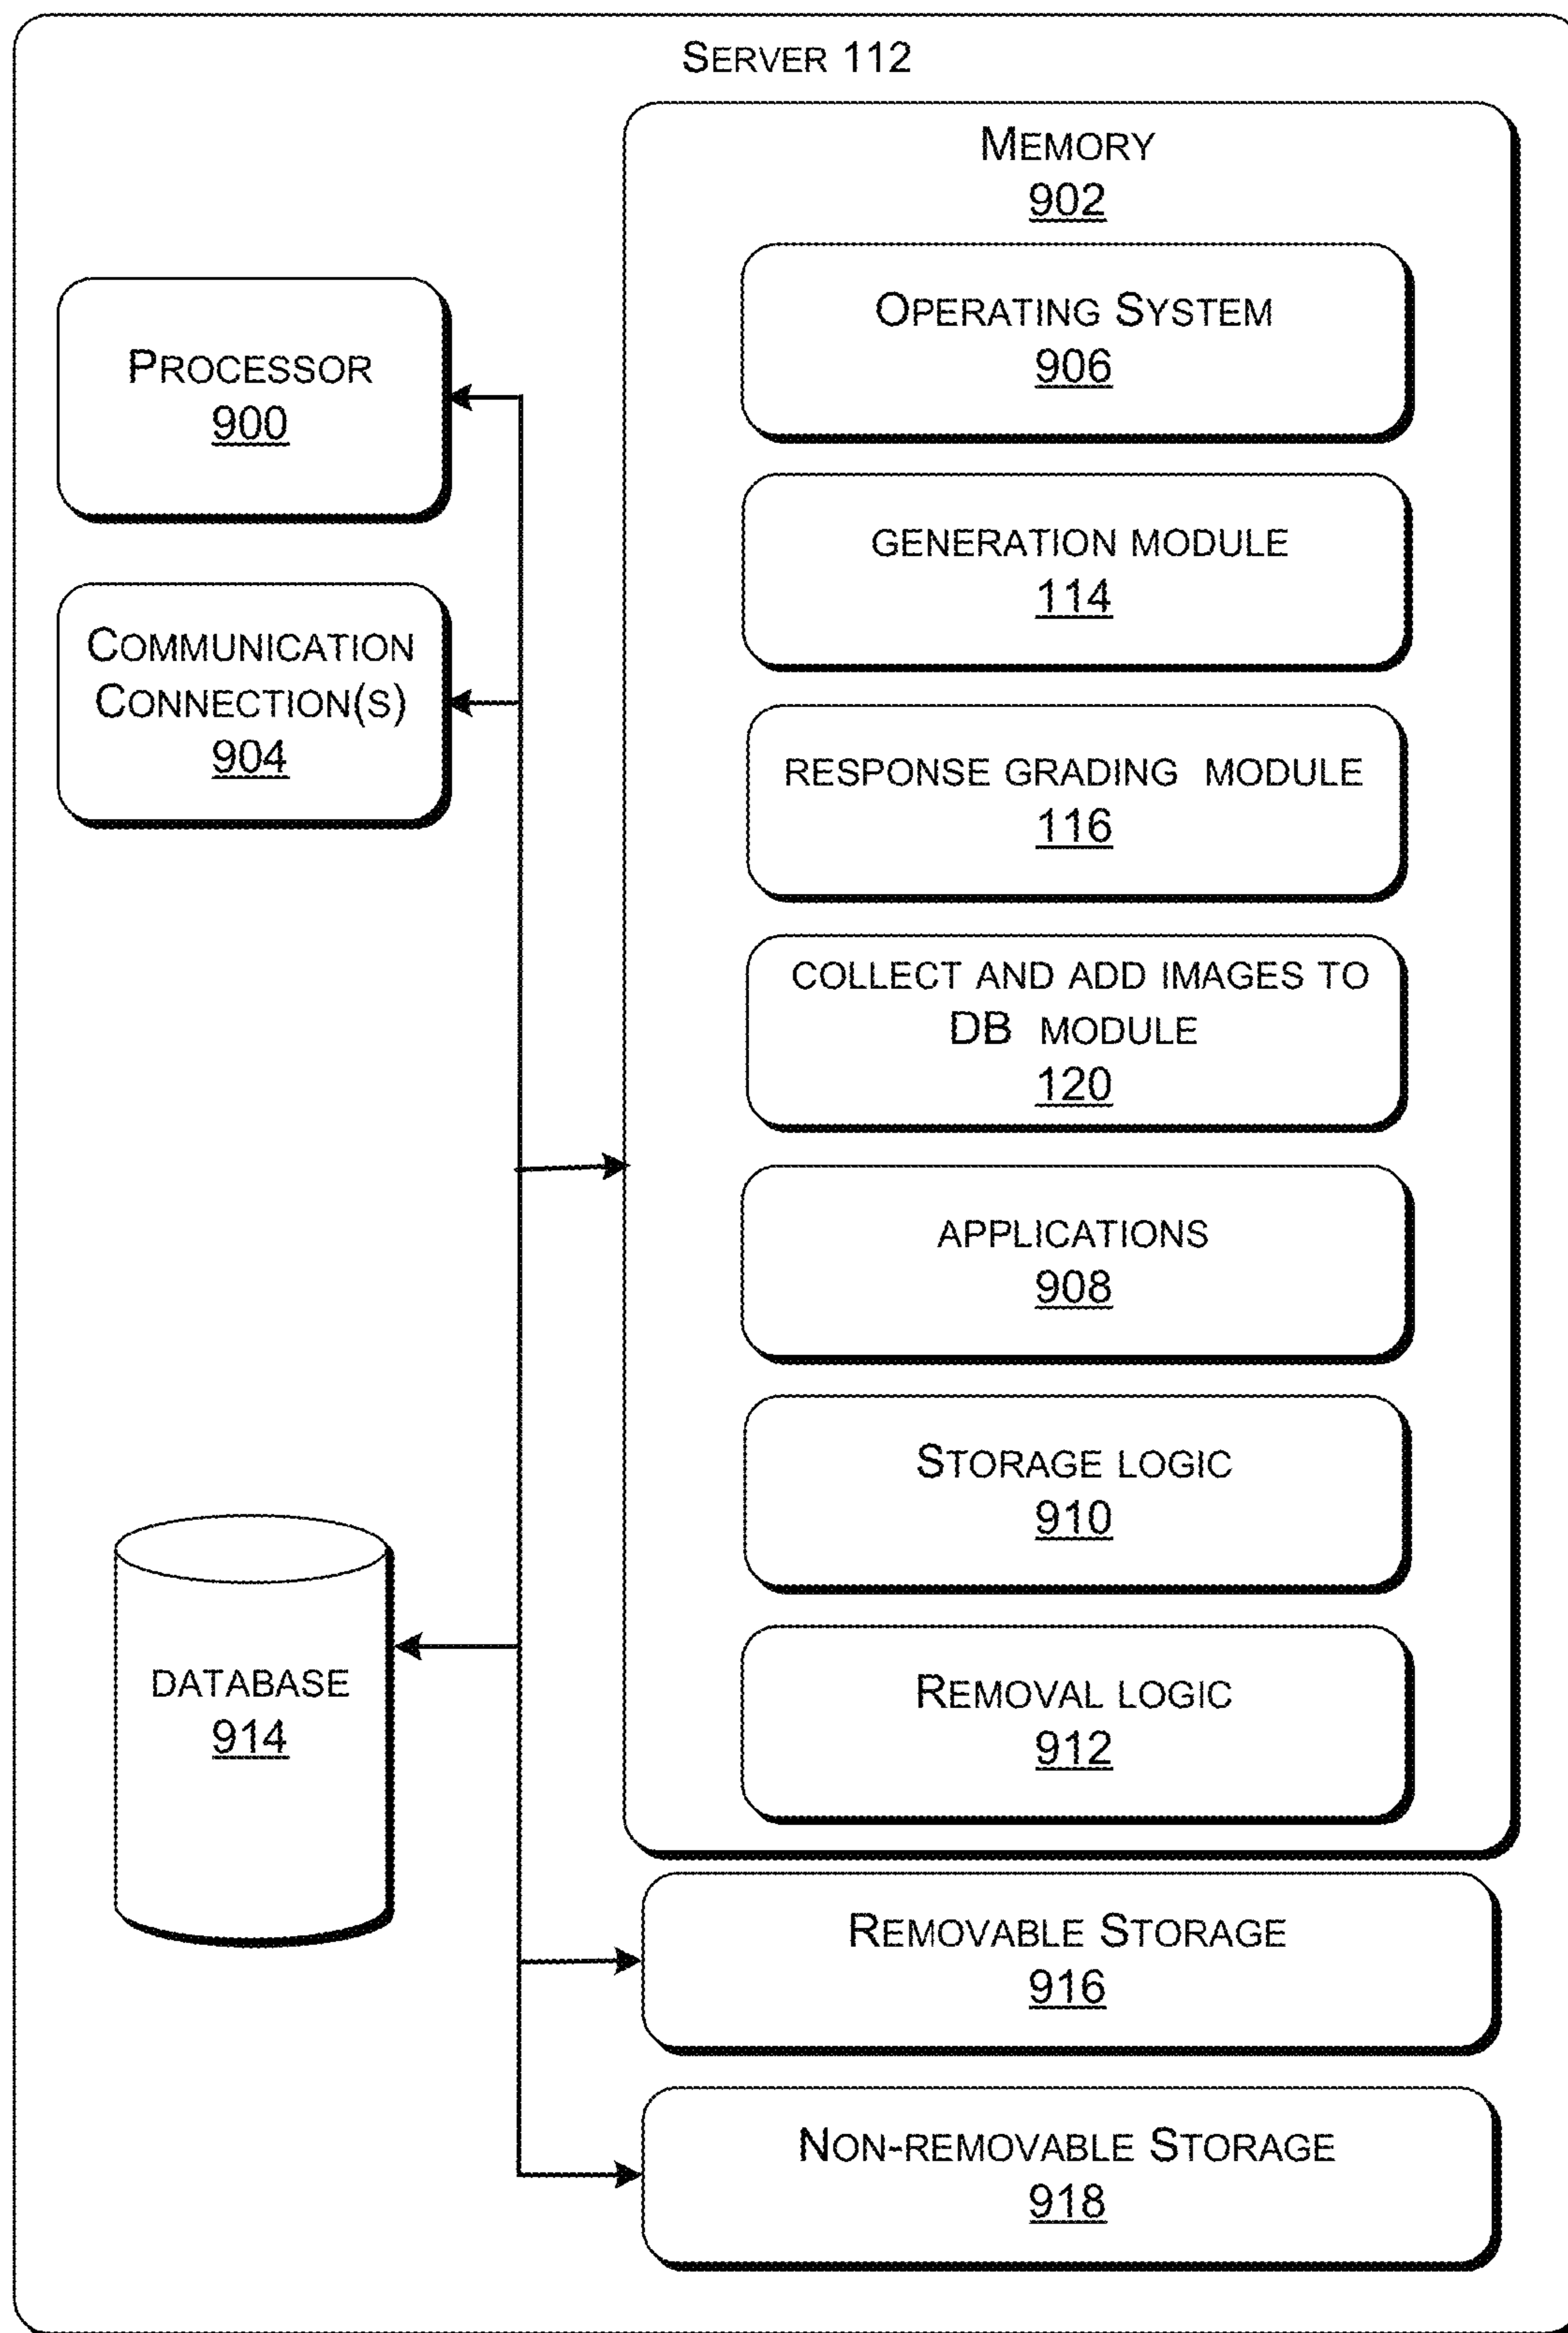 SERVER 112
MEMORY
902
OPERATING SYSTEM
906
PROCESSOR
900
GENERATION MODULE
114
COMMUNICATION
CONNECTION(S)
904
RESPONSE GRADING MODULE
116
COLLECT AND ADD IMAGES TO
DB MODULE
120
APPLICATIONS
908
STORAGE LOGIC
910
REMOVAL LOGIC
912
DATABASE
914
REMOVABLE STORAGE
916
NON-REMOVABLE STORAGE
918